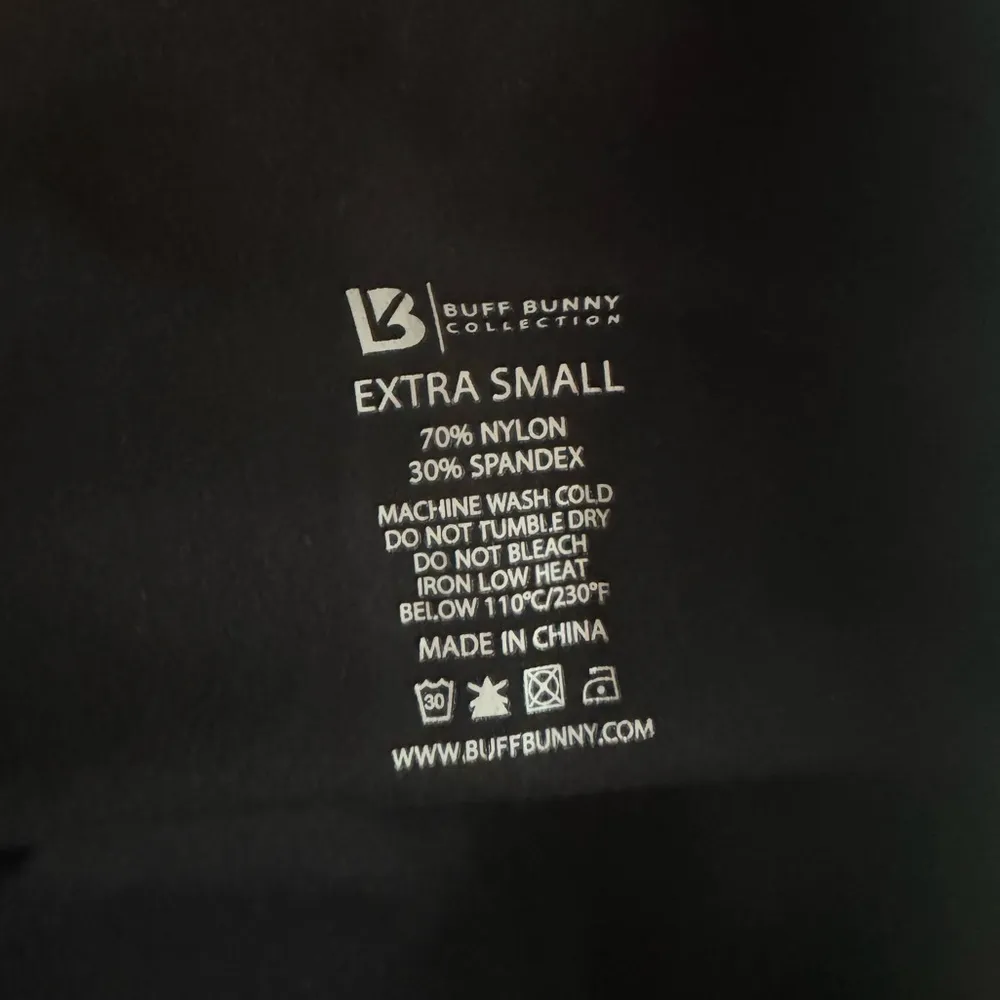 BUFF BUNNY
COLLECTION
EXTRA SMALL
70% NYLON
30% SPANDEX
MACHINE WASH COLD
DO NOT TUMBLE DRY
DO NOT BLEACH
IRON LOW HEAT
BELOW 110°C/230°F
MADE IN CHINA
30
WWW.BUFFBUNNY.COM